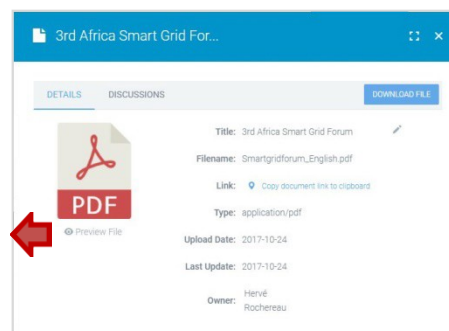 3rd Africa Smart Grid For...
DETAILS DISCUSSIONS DOWNLOAD FILE
Title: 3rd Africa Smart Grid Forum
PDF
Filename: Smartgridforum_English.pdf
Link: Copy document link to clipboard
Preview File
Type: application/pdf
Upload Date: 2017-10-24
Last Update: 2017-10-24
Owner: Hervé
Rochereau